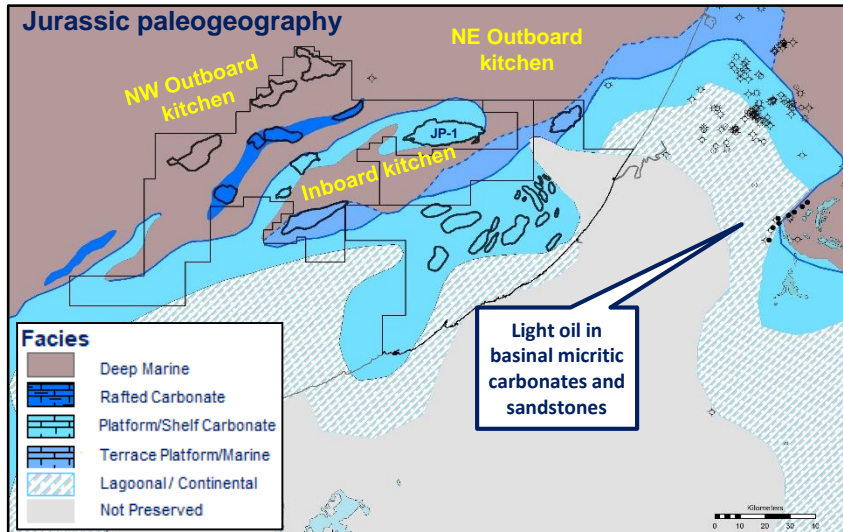 Jurassic paleogeography
NE Outboard
kitchen
NW Outboard
kitchen
JP-1
Inboard kitchen
Light oil in
basinal micritic
carbonates and
sandstones
Facies
Deep Marine
Rafted Carbonate
Platform/Shelf Carbonate
Terrace Platform/Marine
Lagoonal / Continental
Not Preserved
Kilometers
0 10 20 30 40